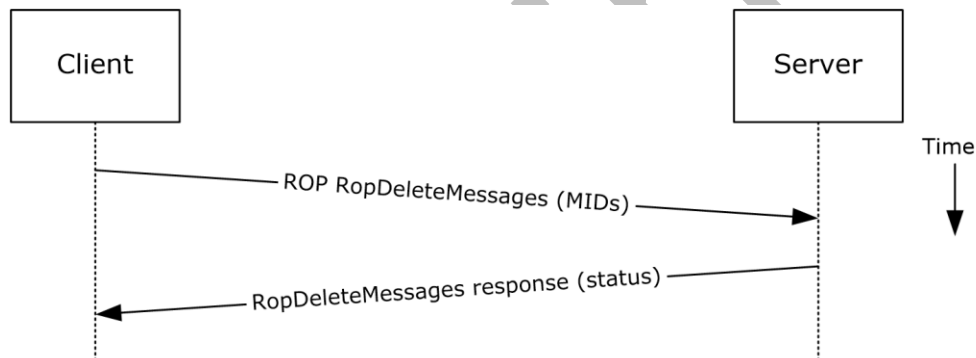 Client
Server
Time
ROP RopDeleteMessages (MIDs)
RopDeleteMessages response (status)